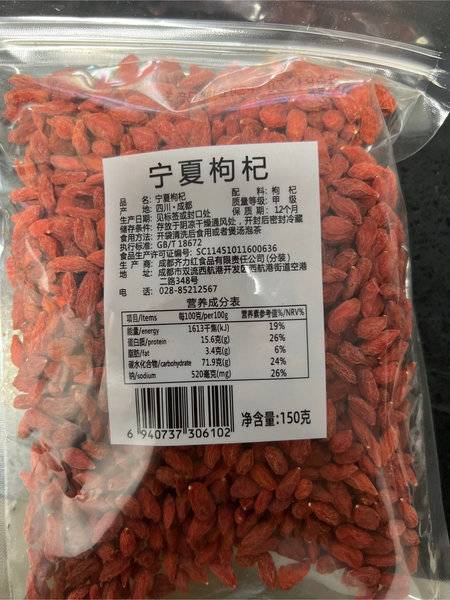 宁夏枸杞
品 名: 宁夏枸杞 配 料: 枸 杞
产 地: 四川·成都 质量等级: 甲 级
生产日期: 见标签或封口处 保 质 期: 12个月
储存条件: 存放于阴凉干燥通风处，开封后密封冷藏
食用方法: 开袋清洗后食用或者煲汤泡茶
执行标准: GB/T 18672
食品生产许可证编号: SC11451011600636
生 产 商: 成都齐力红食品有限责任公司(分装)
地 址: 成都市双流西航港开发区西航港街道空港二路348号
电 话: 028-85212567
营养成分表
项目/Items 每100克/per100g 营养素参考值%/NRV%
能量/energy 1613千焦(kJ) 19%
蛋白质/protein 15.6克(g) 26%
脂肪/fat 3.4克(g) 6%
碳水化合物/carbohydrate 71.9克(g) 24%
钠/sodium 520毫克(mg) 26%
6 940737 306102
净含量:150克